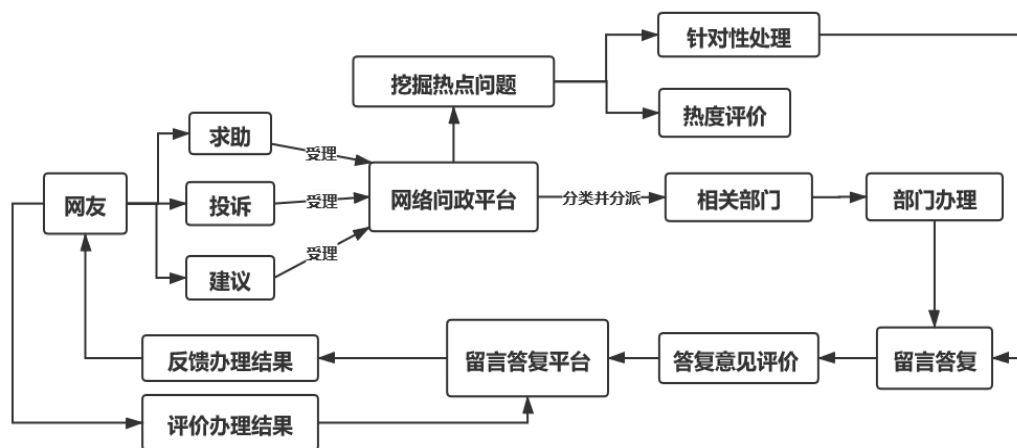 针对性处理
挖掘热点问题
热度评价
求助
受理
网友
投诉
受理
网络问政平台
分类并分派
相关部门
部门办理
建议
受理
反馈办理结果
留言答复平台
答复意见评价
留言答复
评价办理结果